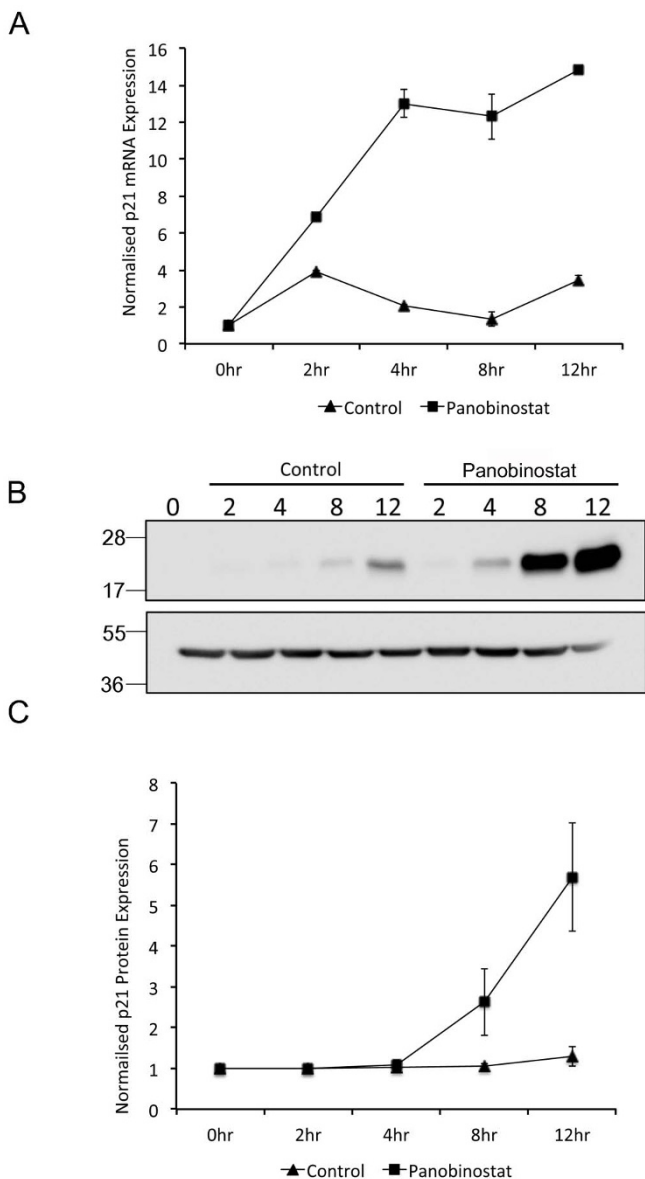 A
Normalised p21 mRNA Expression
16
14
12
10
8
6
4
2
0
0hr 2hr 4hr 8hr 12hr
Control Panobinostat
B
Control Panobinostat
0 2 4 8 12 2 4 8 12
28
17
55
36
C
Normailsed p21 Protein Expression
8
7
6
5
4
3
2
1
0
0hr 2hr 4hr 8hr 12hr
Control Panobinostat